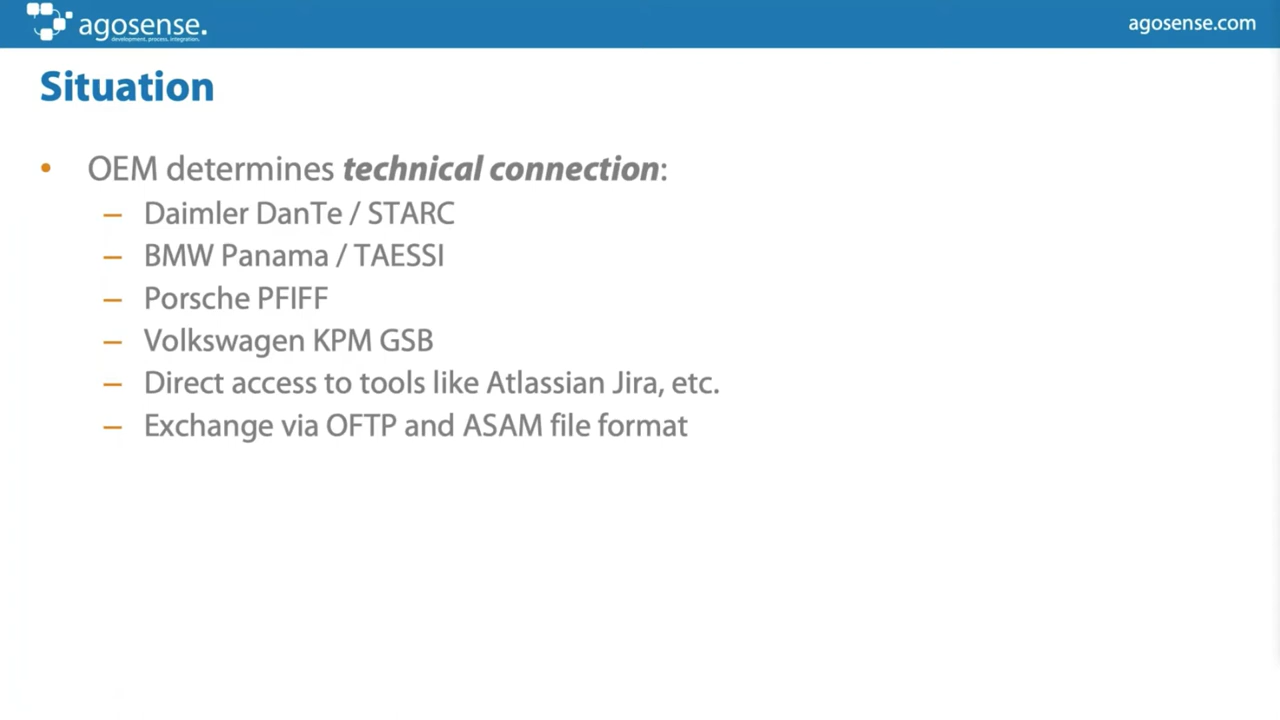 agosense.
development, process, integration.
agosense.com
Situation
• OEM determines technical connection:
– Daimler DanTe / STARC
– BMW Panama / TAESSI
– Porsche PFIFF
– Volkswagen KPM GSB
– Direct access to tools like Atlassian Jira, etc.
– Exchange via OFTP and ASAM file format